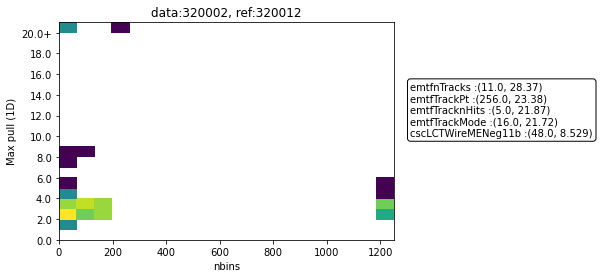 data:320002, ref:320012
20.0+
18.0
16.0
14.0
12.0
10.0
8.0
6.0
4.0
2.0
0.0
Max pull (1D)
0
200
400
600
800
1000
1200
nbins
emtfnTracks :(11.0, 28.37)
emtfTrackPt :(256.0, 23.38)
emtfTracknHits :(5.0, 21.87)
emtfTrackMode :(16.0, 21.72)
cscLCTWireMENeg11b :(48.0, 8.529)